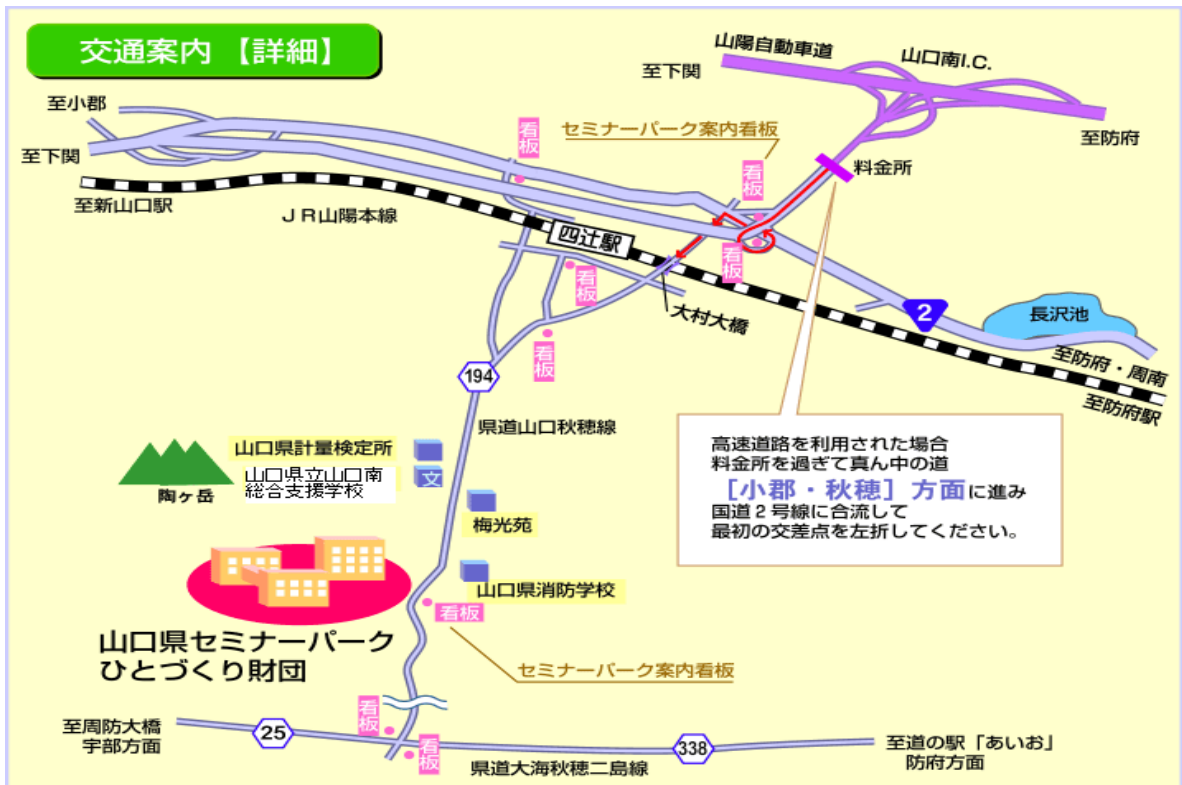 交通案内【詳細】
山陽自動車道
山口南I.C.
至下関
至防府
至小郡
至下関
看板
セミナーパーク案内看板
看板
料金所
至新山口駅
JR山陽本線
四辻駅
看板
看板
大村大橋
2
長沢池
至防府・周南
至防府駅
看板
194
県道山口秋穂線
高速道路を利用された場合
料金所を過ぎて真ん中の道
[小郡・秋穂]方面に進み
国道2号線に合流して
最初の交差点を左折してください。
山口県計量検定所
山口県立山口南
総合支援学校
文
陶ヶ岳
梅光苑
山口県消防学校
看板
山口県セミナーパーク
ひとづくり財団
セミナーパーク案内看板
看板
至周防大橋
宇部方面
25
看板
338
県道大海秋穂二島線
至道の駅「あいお」
防府方面